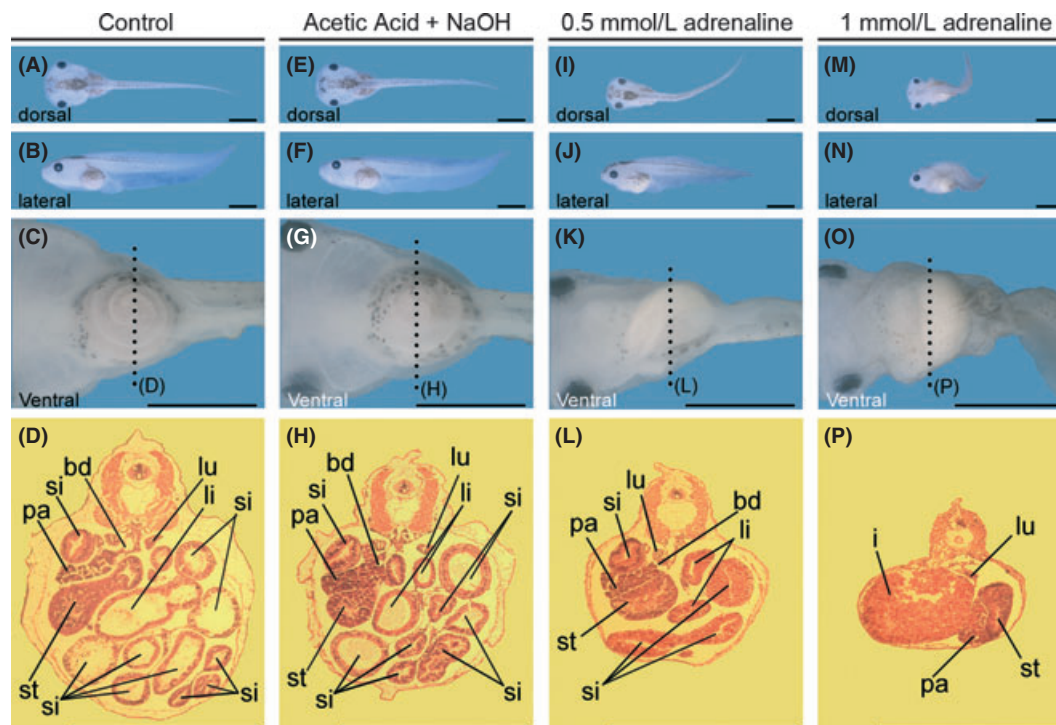 Control
Acetic Acid + NaOH
0.5 mmol/L adrenaline
1 mmol/L adrenaline
(A)
dorsal
(E)
dorsal
(I)
dorsal
(M)
dorsal
(B)
lateral
(F)
lateral
(J)
lateral
(N)
lateral
(C)
(D)
Ventral
(G)
(H)
Ventral
(K)
(L)
Ventral
(O)
(P)
Ventral
(D)
bd
si
pa
lu
li
si
st
si
si
(H)
bd
si
pa
lu
li
si
st
si
si
(L)
lu
si
pa
bd
li
st
si
(P)
i
lu
pa
st